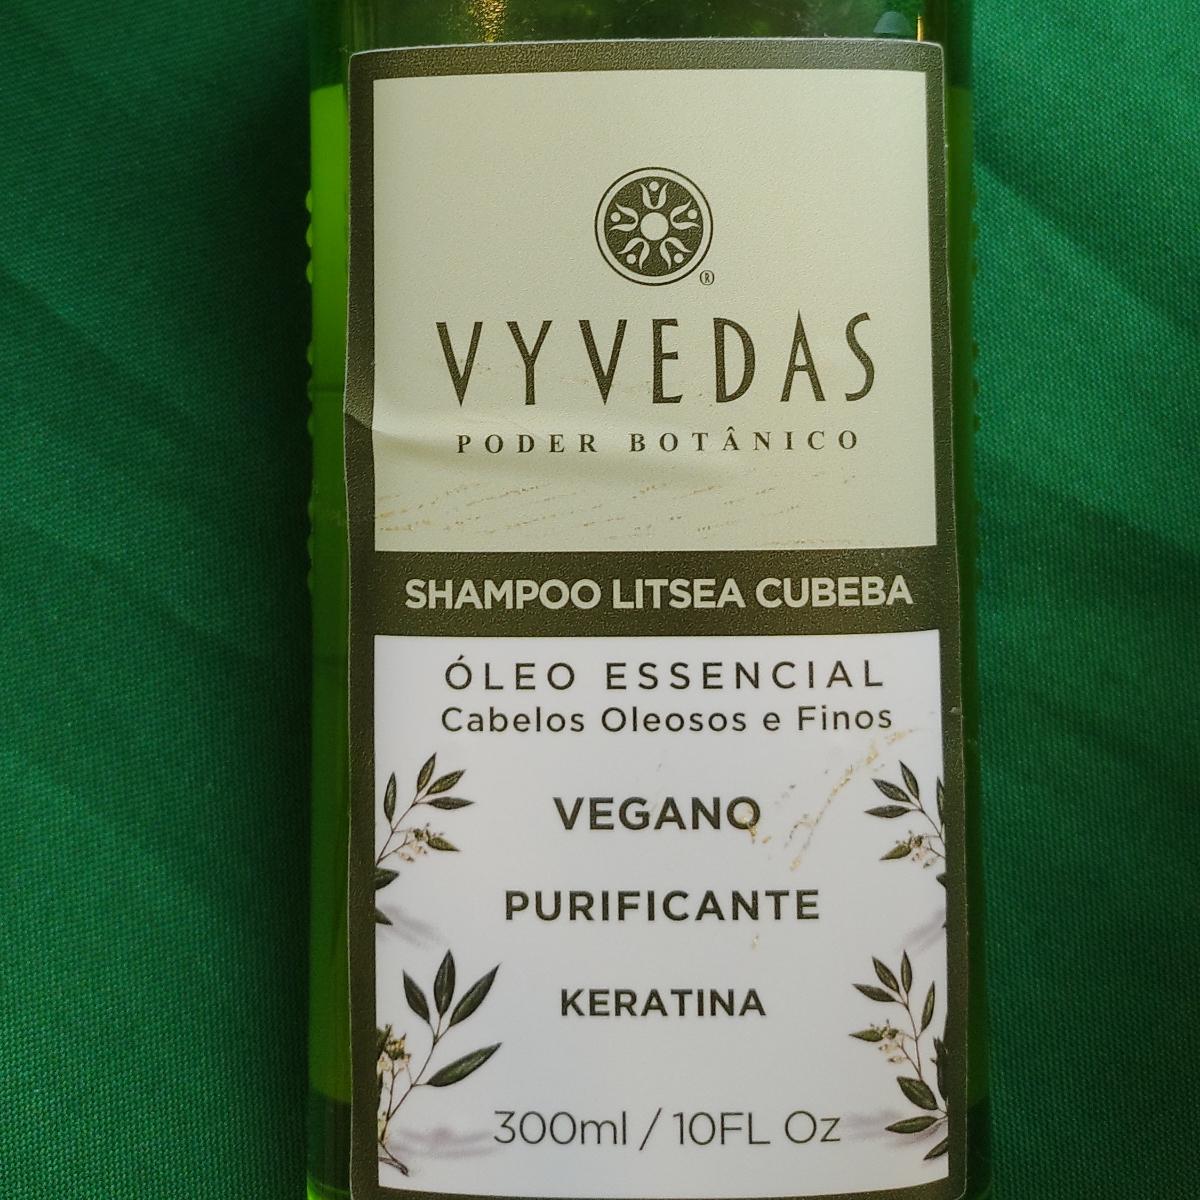 ®
VYVEDAS
PODER BOTÂNICO
SHAMPOO LITSEA CUBEBA
ÓLEO ESSENCIAL
Cabelos Oleosos e Finos
VEGANO
PURIFICANTE
KERATINA
300ml / 10FL Oz